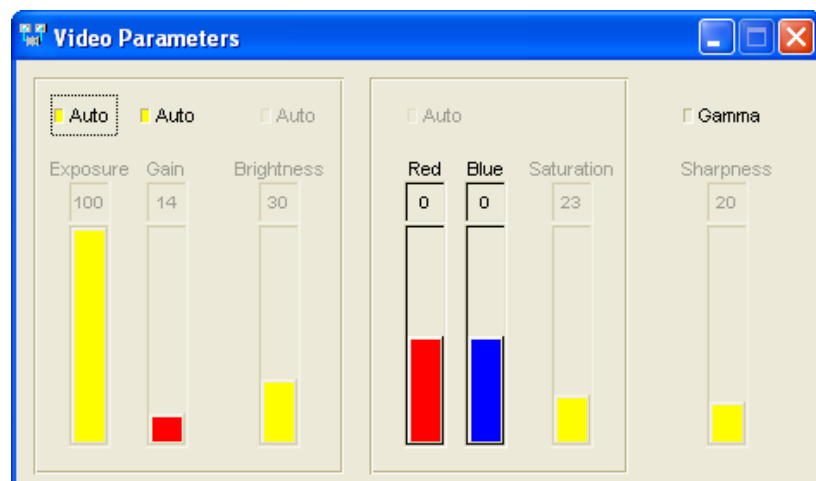 Video Parameters
Auto Auto Auto Auto Gamma
Exposure Gain Brightness Red Blue Saturation Sharpness
100 14 30 0 0 23 20